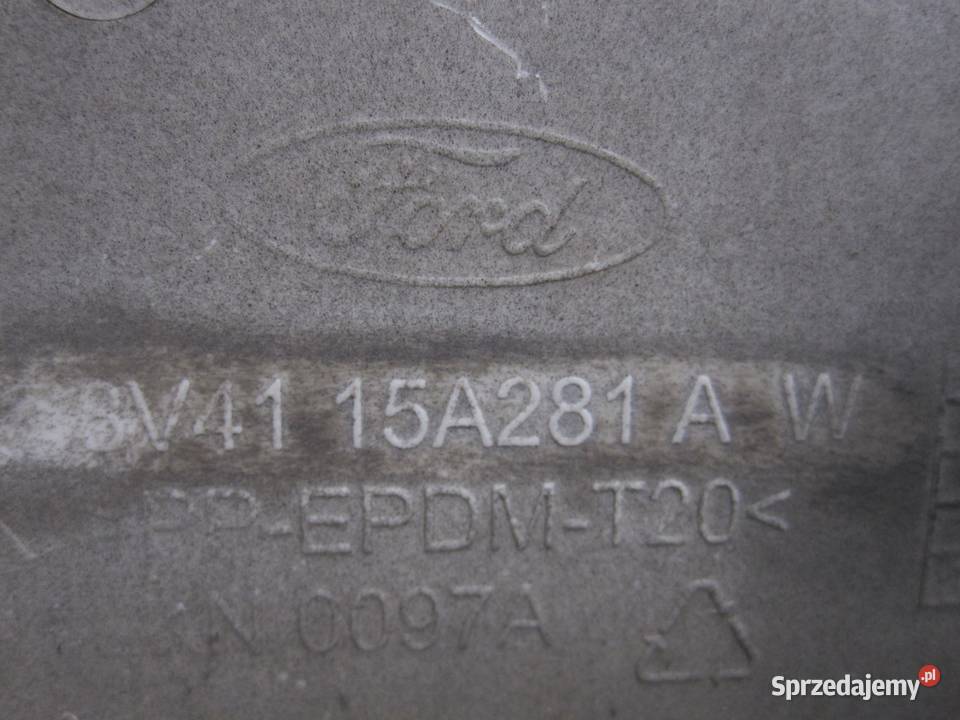 Ford
8V41 15A281 A W
>PP-EPDM-T20<
0097A
Sprzedajemy.pl